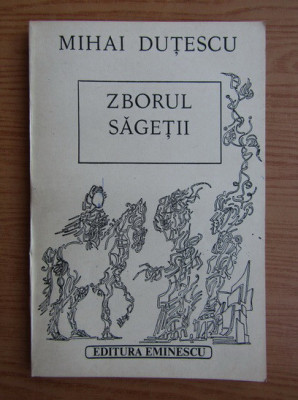 MIHAI DUȚESCU
ZBORUL
SĂGEȚII
EDITURA EMINESCU